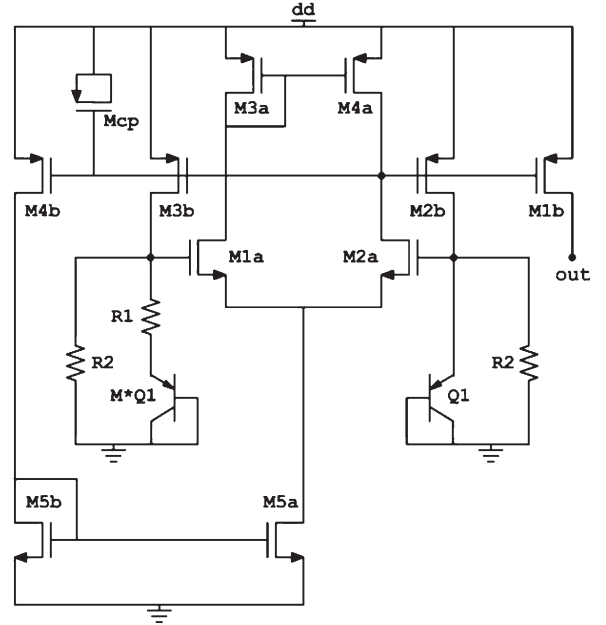 dd
M3a
M4a
Mcp
M4b
M3b
M2b
M1b
M1a
M2a
out
R1
R2
R2
M*Q1
Q1
M5b
M5a